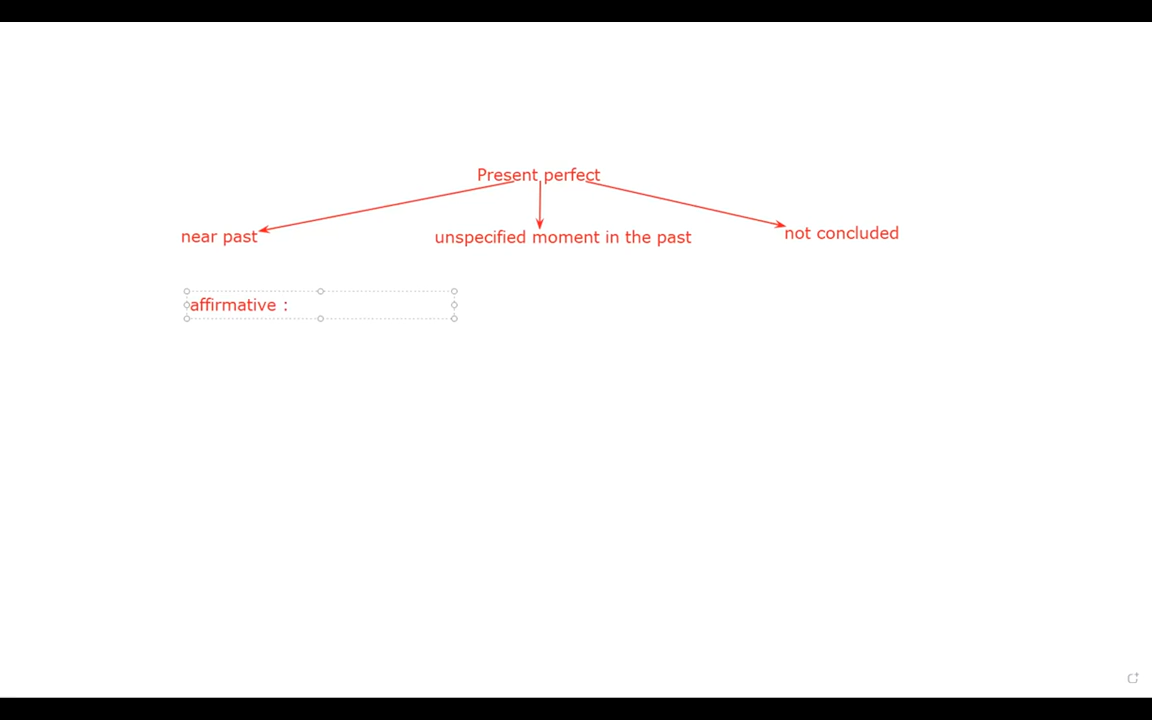 Present perfect
near past
unspecified moment in the past
not concluded
affirmative :